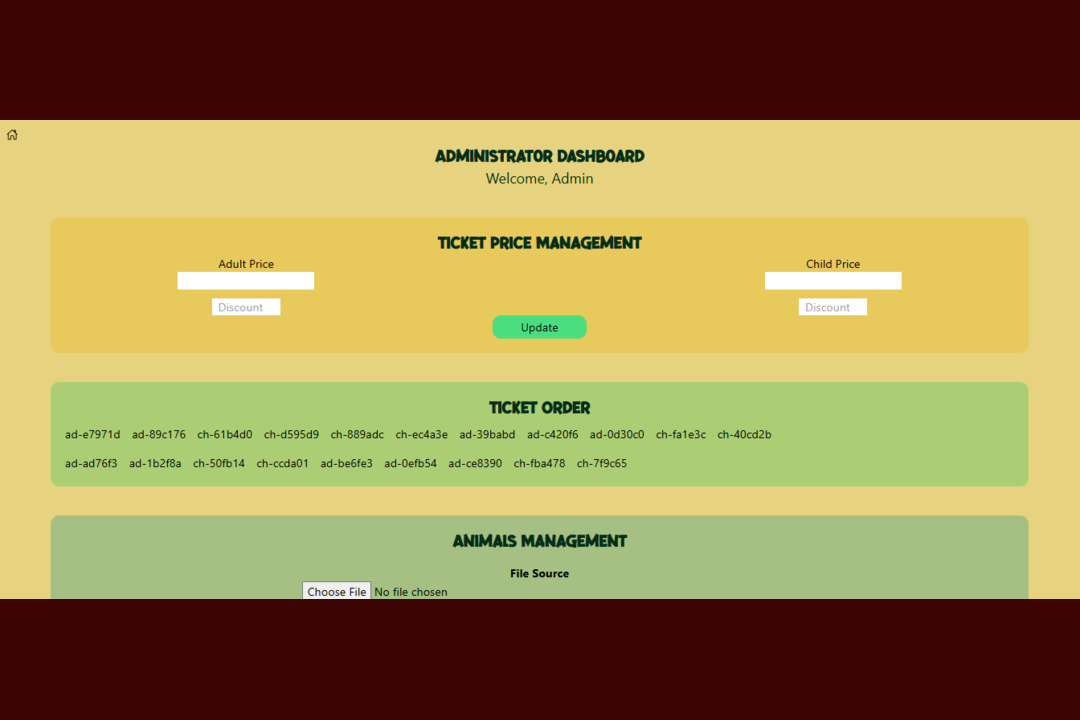 ADMINISTRATOR DASHBOARD
Welcome, Admin
TICKET PRICE MANAGEMENT
Adult Price Child Price
Discount Discount
Update
TICKET ORDER
ad-e7971d ad-89c176 ch-61b4d0 ch-d595d9 ch-889adc ch-ec4a3e ad-39babd ad-c420f6 ad-0d30c0 ch-fa1e3c ch-40cd2b
ad-ad76f3 ad-1b2f8a ch-50fb14 ch-ccda01 ad-be6fe3 ad-0efb54 ad-ce8390 ch-fba478 ch-7f9c65
ANIMALS MANAGEMENT
File Source
Choose File No file chosen